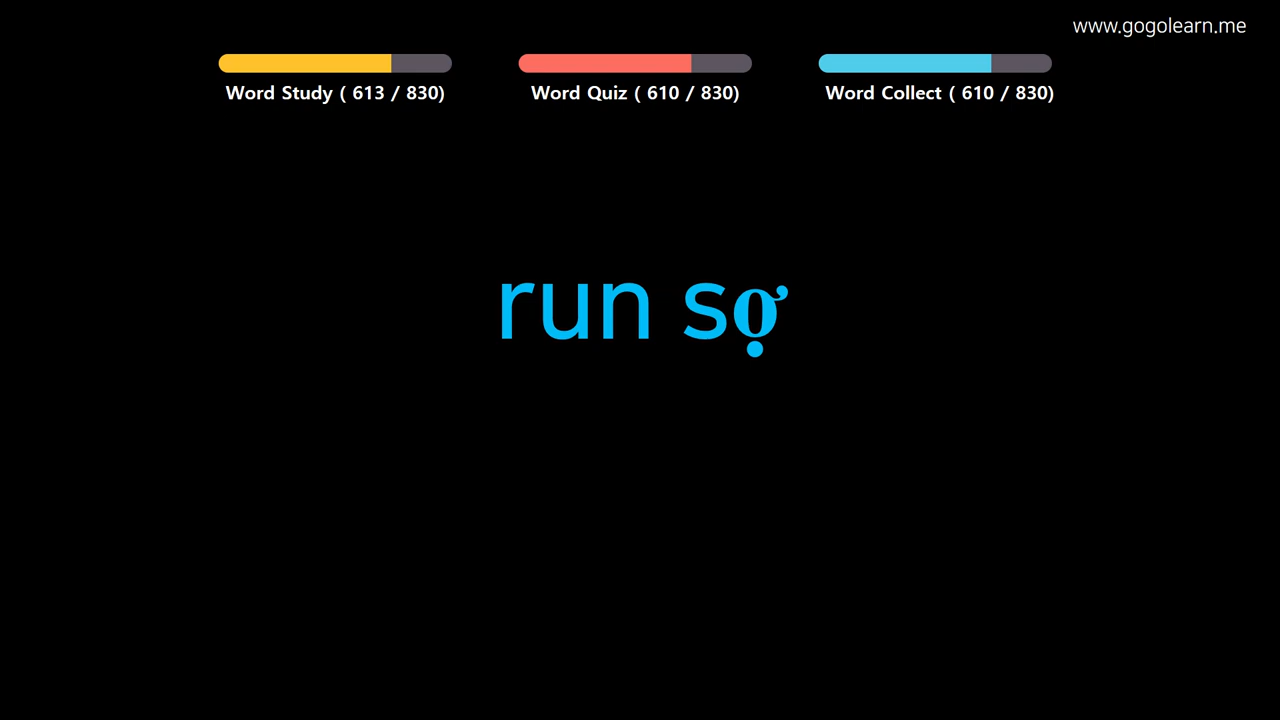 www.gogolearn.me
Word Study ( 613 / 830)
Word Quiz ( 610 / 830)
Word Collect ( 610 / 830)
run sợ